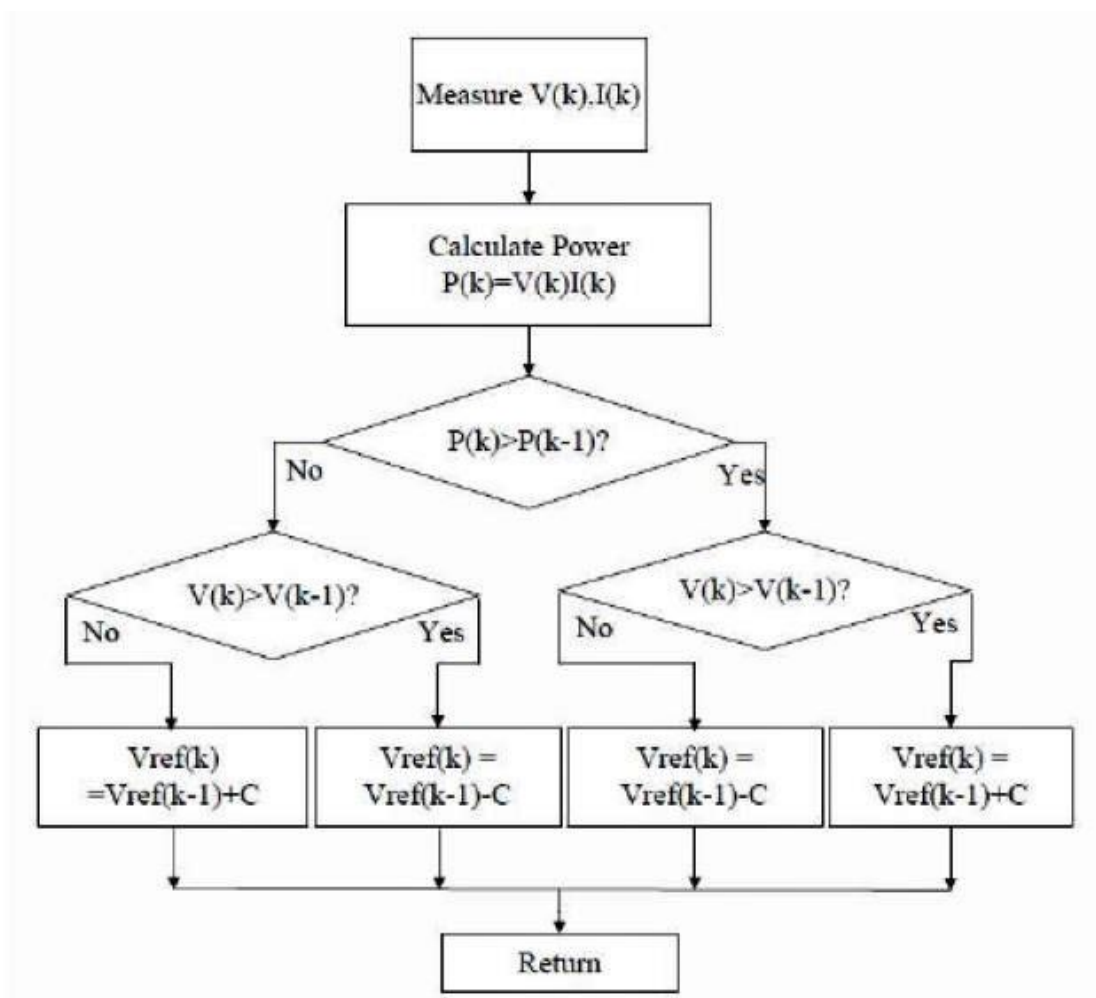 Measure V(k).I(k)
Calculate Power
P(k)=V(k)I(k)
P(k)>P(k-1)?
No
Yes
V(k)>V(k-1)?
V(k)>V(k-1)?
No
Yes
No
Yes
Vref(k)
=Vref(k-1)+C
Vref(k) =
Vref(k-1)-C
Vref(k) =
Vref(k-1)-C
Vref(k) =
Vref(k-1)+C
Return